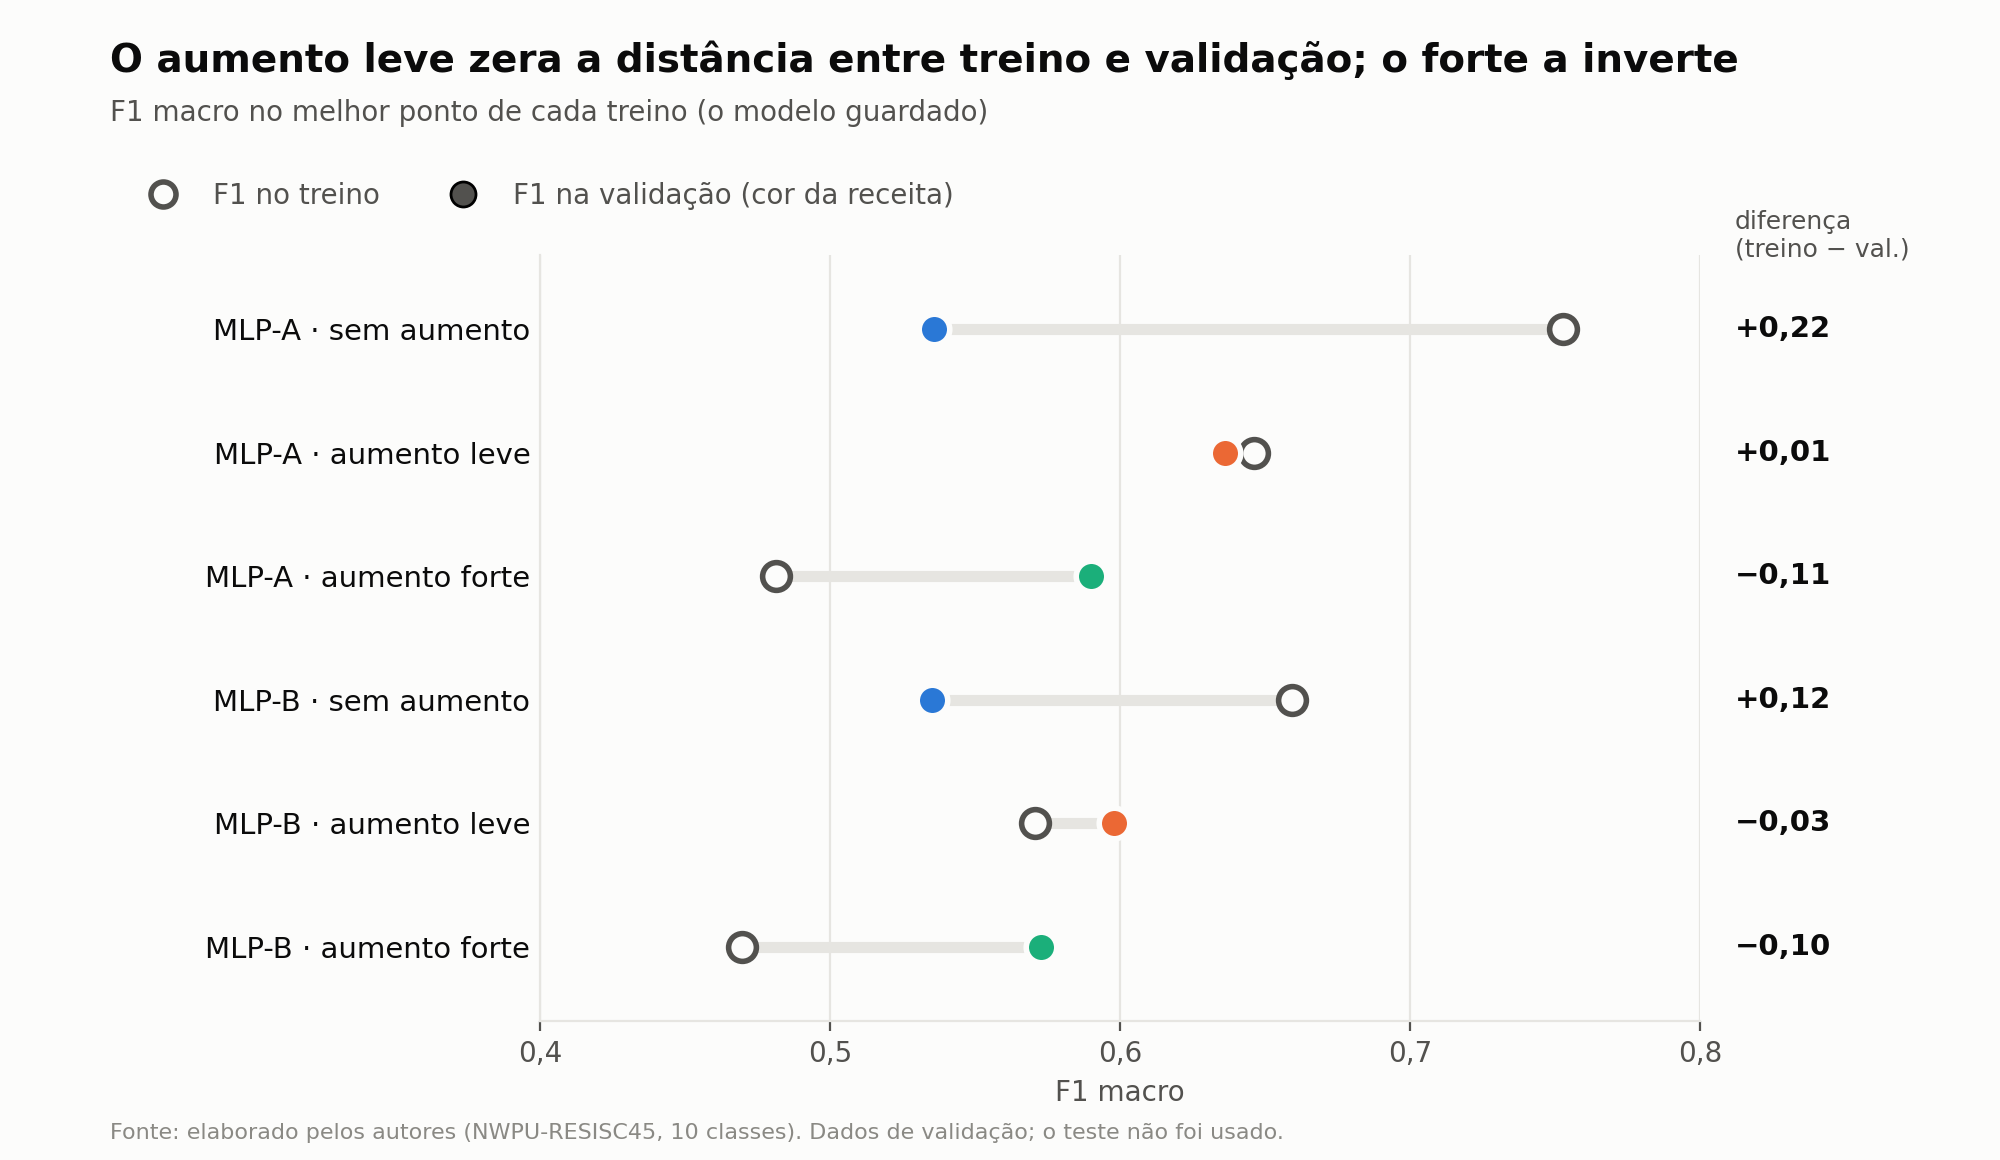 O aumento leve zera a distância entre treino e validação; o forte a inverte
F1 macro no melhor ponto de cada treino (o modelo guardado)
F1 no treino
F1 na validação (cor da receita)
diferença
(treino − val.)
MLP-A · sem aumento
+0,22
MLP-A · aumento leve
+0,01
MLP-A · aumento forte
−0,11
MLP-B · sem aumento
+0,12
MLP-B · aumento leve
−0,03
MLP-B · aumento forte
−0,10
0,4
0,5
0,6
0,7
0,8
F1 macro
Fonte: elaborado pelos autores (NWPU-RESISC45, 10 classes). Dados de validação; o teste não foi usado.